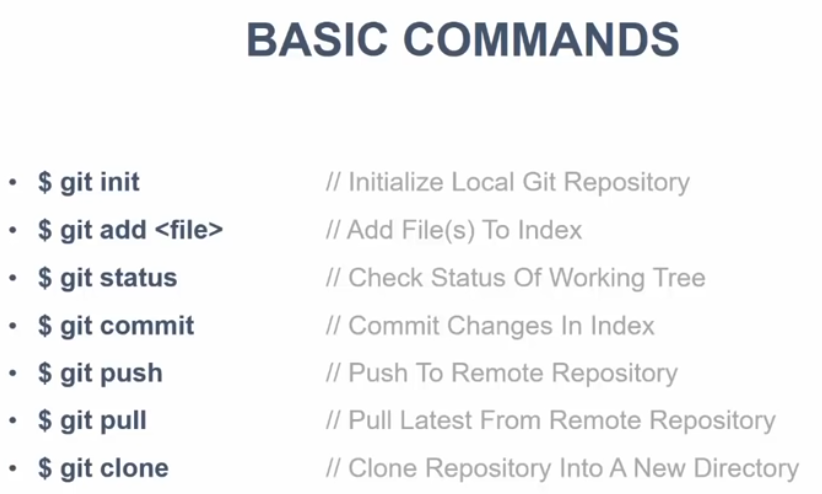 BASIC COMMANDS
• $ git init // Initialize Local Git Repository
• $ git add <file> // Add File(s) To Index
• $ git status // Check Status Of Working Tree
• $ git commit // Commit Changes In Index
• $ git push // Push To Remote Repository
• $ git pull // Pull Latest From Remote Repository
• $ git clone // Clone Repository Into A New Directory